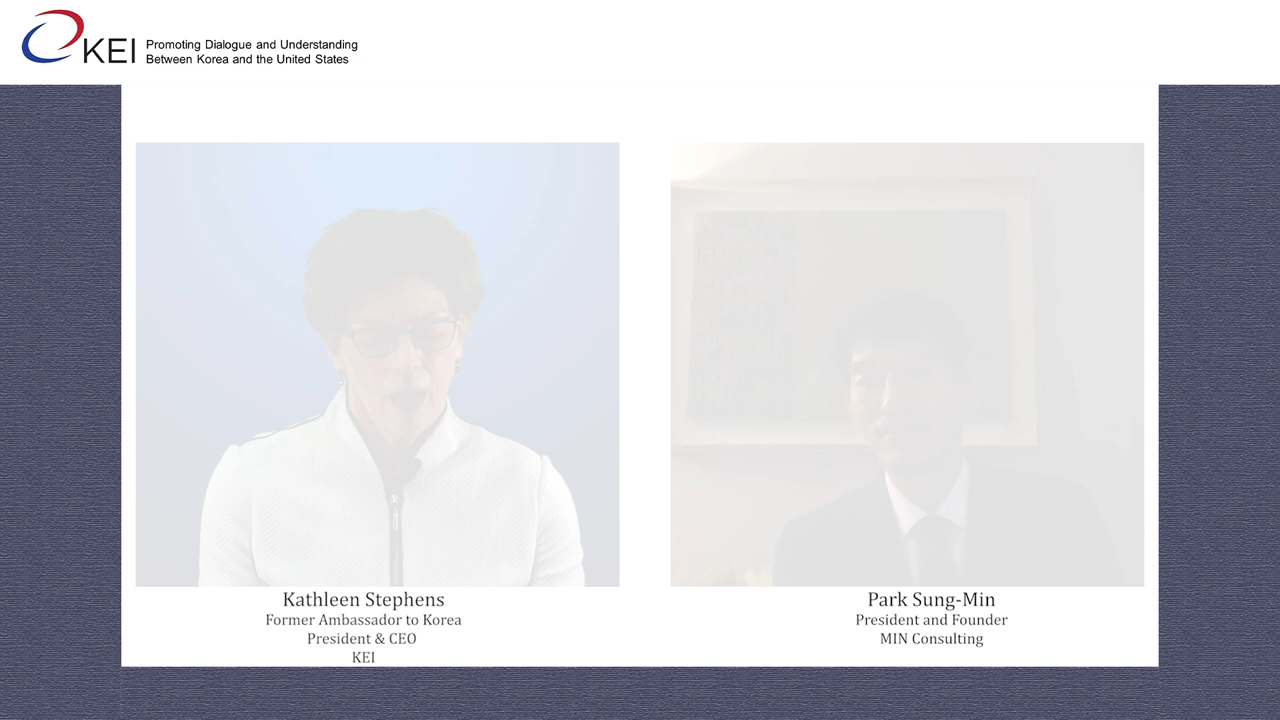 KEI
Promoting Dialogue and Understanding
Between Korea and the United States
Kathleen Stephens
Former Ambassador to Korea
President & CEO
KEI
Park Sung-Min
President and Founder
MIN Consulting